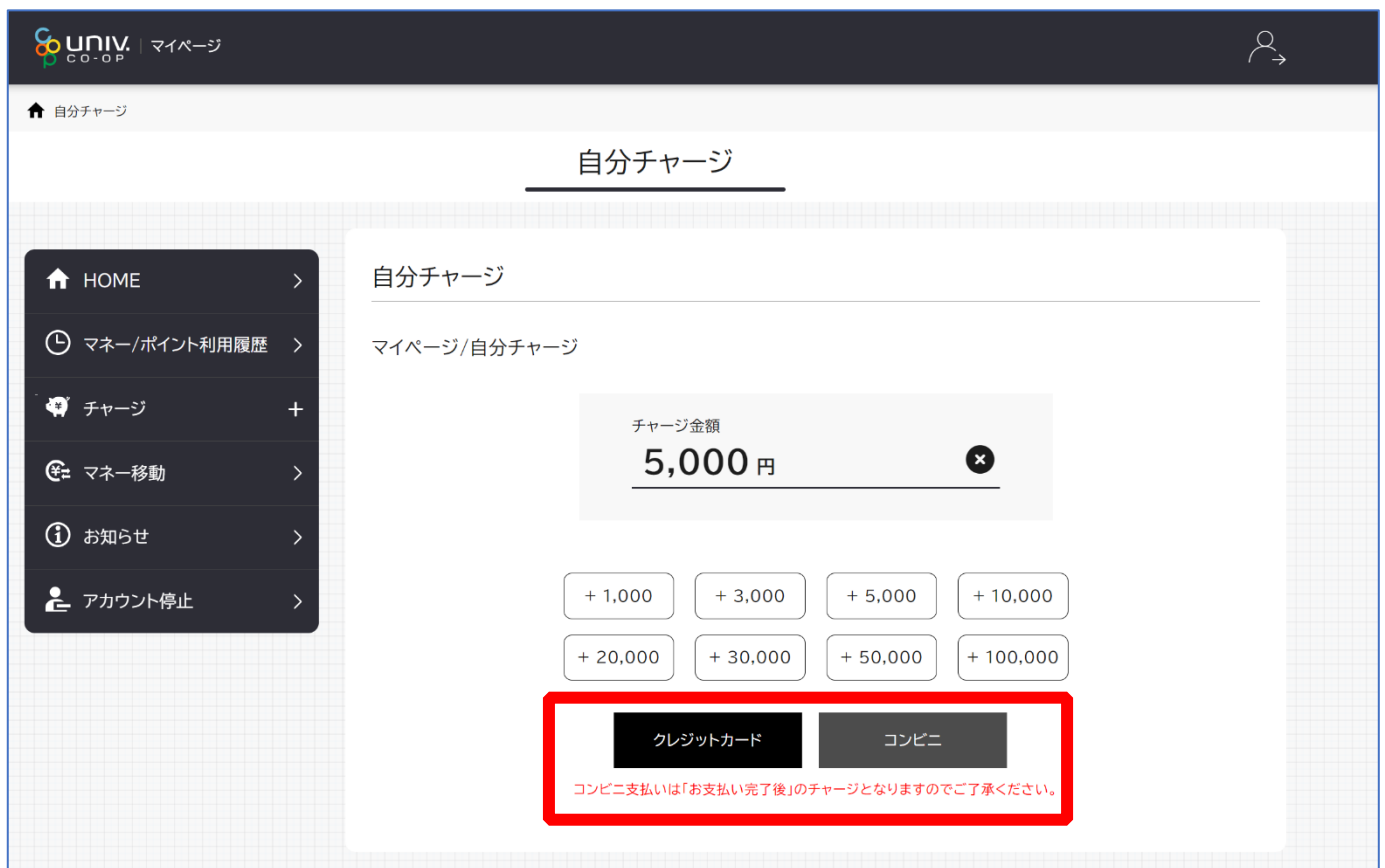 UNIV. CO-OP マイページ
自分チャージ
自分チャージ
HOME
マネー/ポイント利用履歴
チャージ
マネー移動
お知らせ
アカウント停止
自分チャージ
マイページ/自分チャージ
チャージ金額
5,000 円
+ 1,000 + 3,000 + 5,000 + 10,000
+ 20,000 + 30,000 + 50,000 + 100,000
クレジットカード コンビニ
コンビニ支払いは「お支払い完了後」のチャージとなりますのでご了承ください。